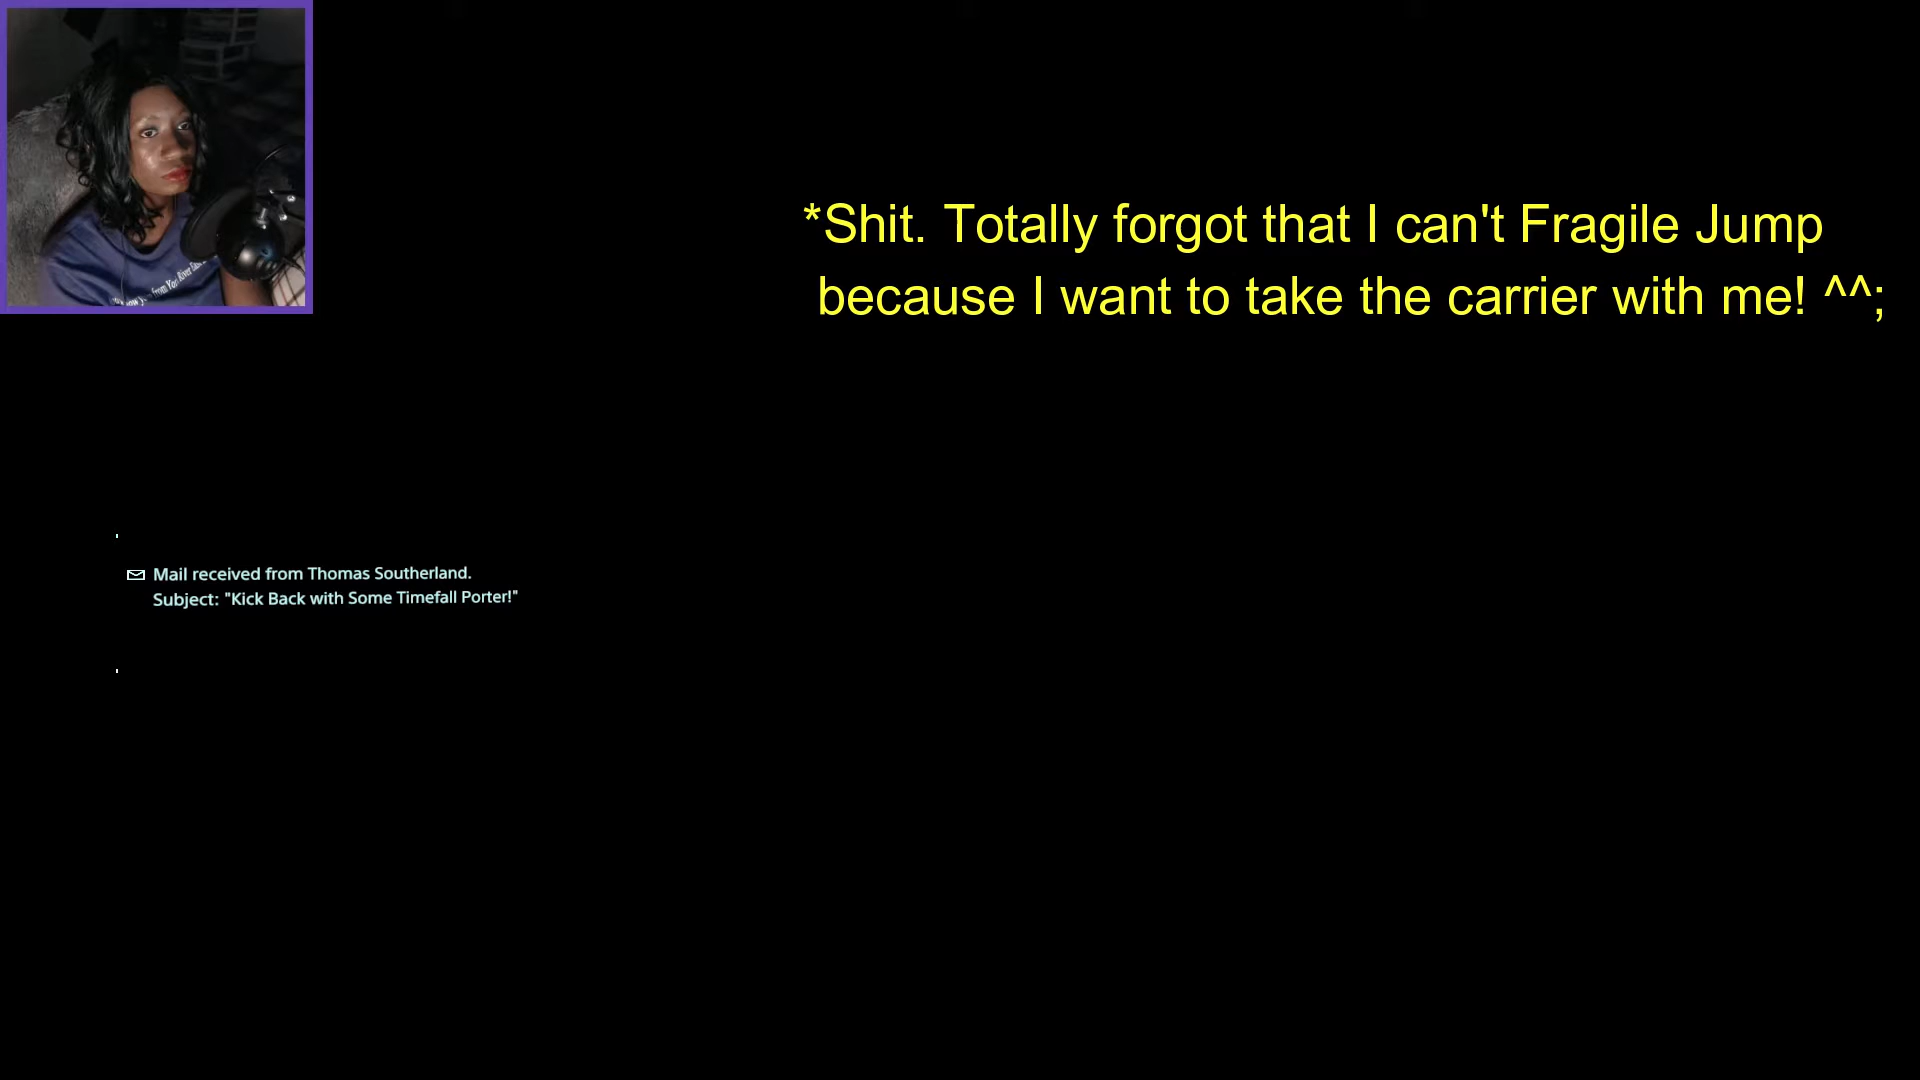 *Shit. Totally forgot that I can't Fragile Jump
because I want to take the carrier with me! ^^;
Mail received from Thomas Southerland.
Subject: "Kick Back with Some Timefall Porter!"